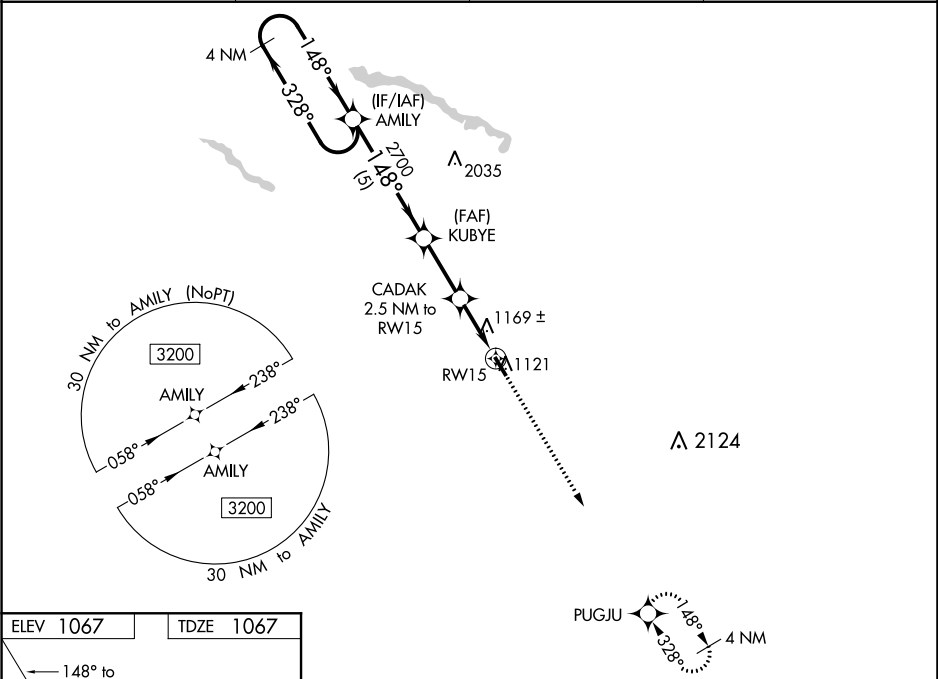 4 NM
148°
328°
(IF/IAF)
AMILY
2700
148°
(5)
2035
(FAF)
KUBYE
CADAK
2.5 NM to
RW15
1169 ±
RW15
1121
30 NM to AMILY (NoPT)
3200
AMILY
238°
058°
238°
058°
AMILY
3200
30 NM to AMILY
2124
PUGJU
148°
328°
4 NM
ELEV 1067
TDZE 1067
148° to